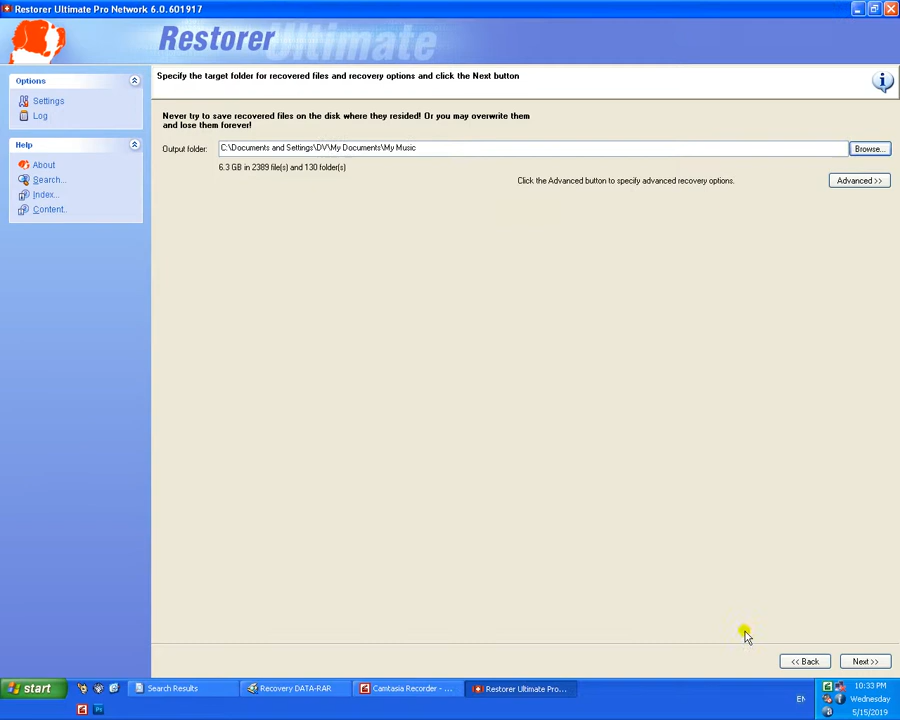 Restorer Ultimate Pro Network 6.0.601917
Restorer Ultimate
Options
Settings
Log
Help
About
Search...
Index...
Content..
Specify the target folder for recovered files and recovery options and click the Next button
Never try to save recovered files on the disk where they resided! Or you may overwrite them
and lose them forever!
Output folder:
C:\Documents and Settings\DV\My Documents\My Music
Browse...
6.3 GB in 2389 file(s) and 130 folder(s)
Click the Advanced button to specify advanced recovery options.
Advanced >>
<< Back
Next >>
start
Search Results
Recovery DATA-RAR
Camtasia Recorder - ...
Restorer Ultimate Pro...
EN
10:33 PM
Wednesday
5/15/2019